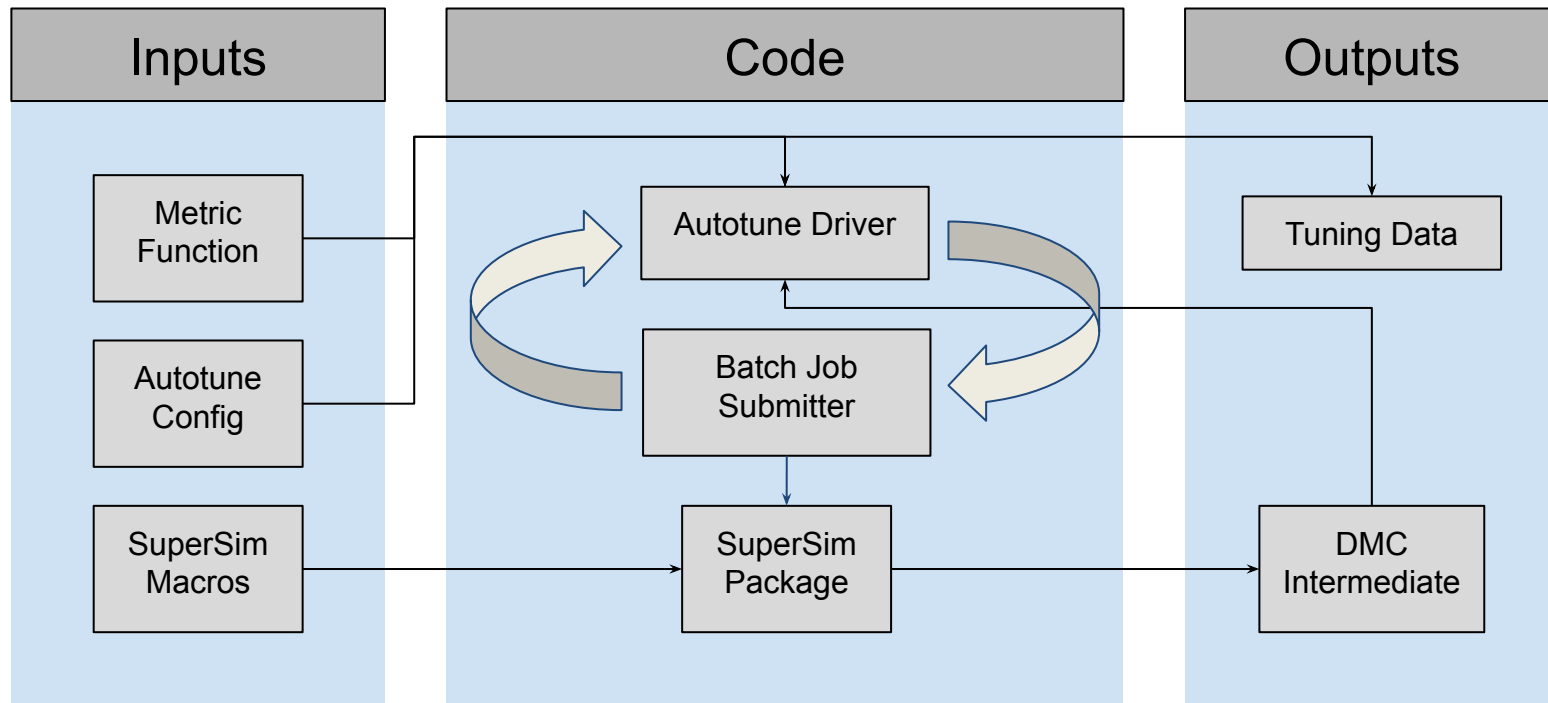 Inputs
Code
Outputs
Metric
Function
Autotune Driver
Tuning Data
Autotune
Config
Batch Job
Submitter
SuperSim
Macros
SuperSim
Package
DMC
Intermediate